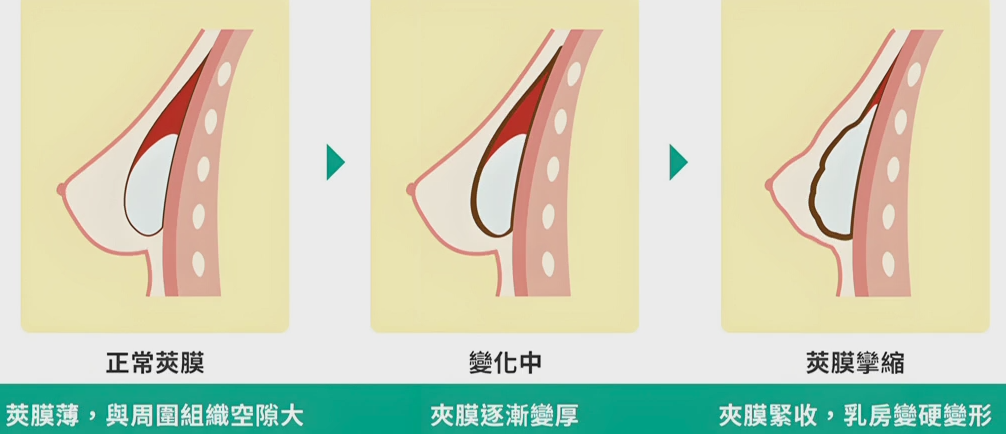 正常莢膜
變化中
莢膜攣縮
莢膜薄，與周圍組織空隙大
夾膜逐漸變厚
夾膜緊收，乳房變硬變形